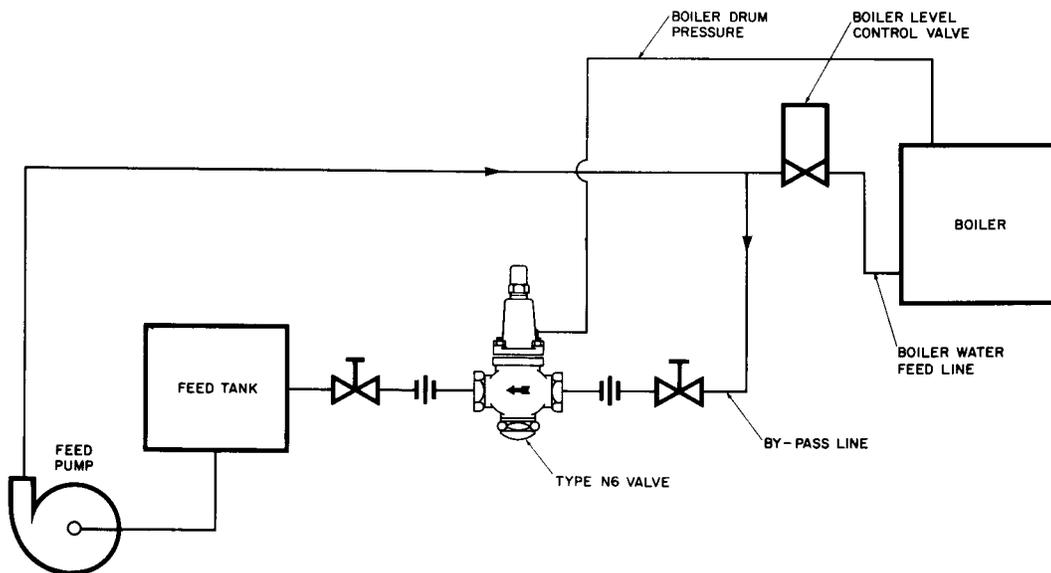 BOILER DRUM
PRESSURE
BOILER LEVEL
CONTROL VALVE
BOILER
BOILER WATER
FEED LINE
FEED TANK
FEED
PUMP
BY-PASS LINE
TYPE N6 VALVE